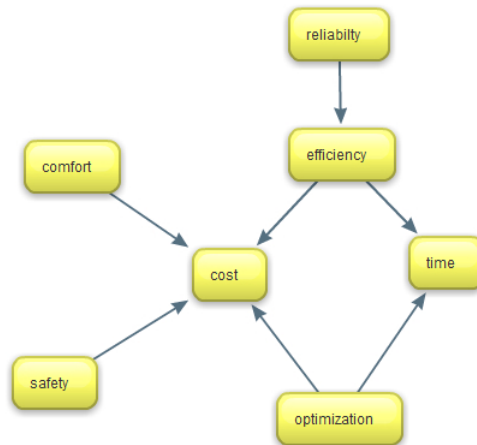 reliabilty
efficiency
comfort
cost
time
safety
optimization